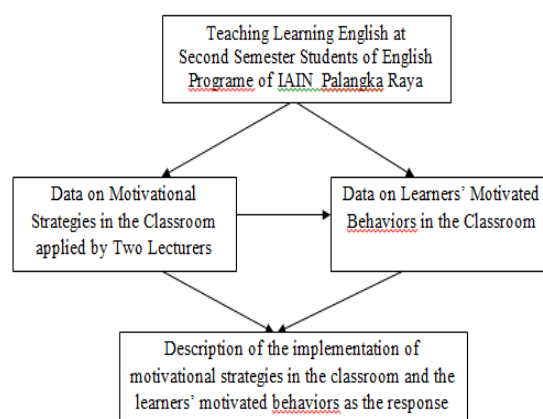 Teaching Learning English at
Second Semester Students of English
Programe of IAIN Palangka Raya
Data on Motivational
Strategies in the Classroom
applied by Two Lecturers
Data on Learners’ Motivated
Behaviors in the Classroom
Description of the implementation of
motivational strategies in the classroom and the
learners’ motivated behaviors as the response